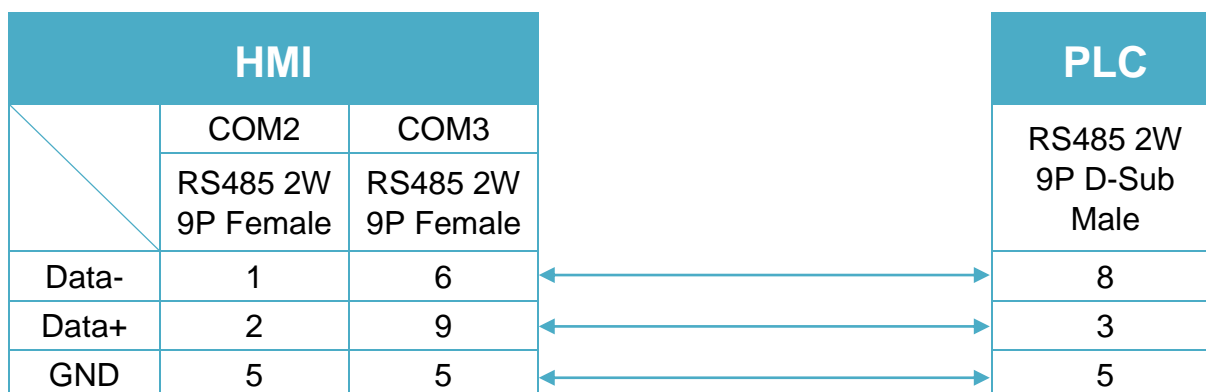 HMI
PLC
COM2 COM3
RS485 2W
9P Female
RS485 2W
9P Female
RS485 2W
9P D-Sub
Male
Data- 1 6 8
Data+ 2 9 3
GND 5 5 5